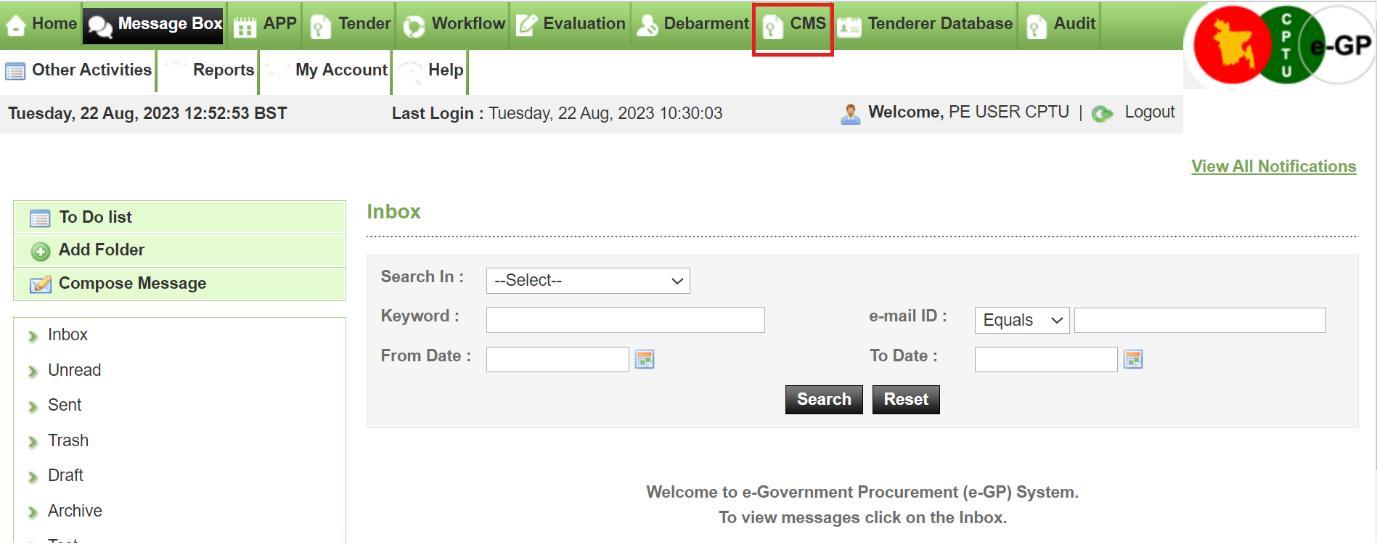 Home Message Box APP Tender Workflow Evaluation Debarment CMS Tenderer Database Audit
Other Activities Reports My Account Help
CPTU e-GP
Tuesday, 22 Aug, 2023 12:52:53 BST Last Login : Tuesday, 22 Aug, 2023 10:30:03 Welcome, PE USER CPTU | Logout
View All Notifications
To Do list
Add Folder
Compose Message
Inbox
Unread
Sent
Trash
Draft
Archive
Inbox
Search In : --Select--
Keyword : e-mail ID : Equals
From Date : To Date :
Search Reset
Welcome to e-Government Procurement (e-GP) System.
To view messages click on the Inbox.